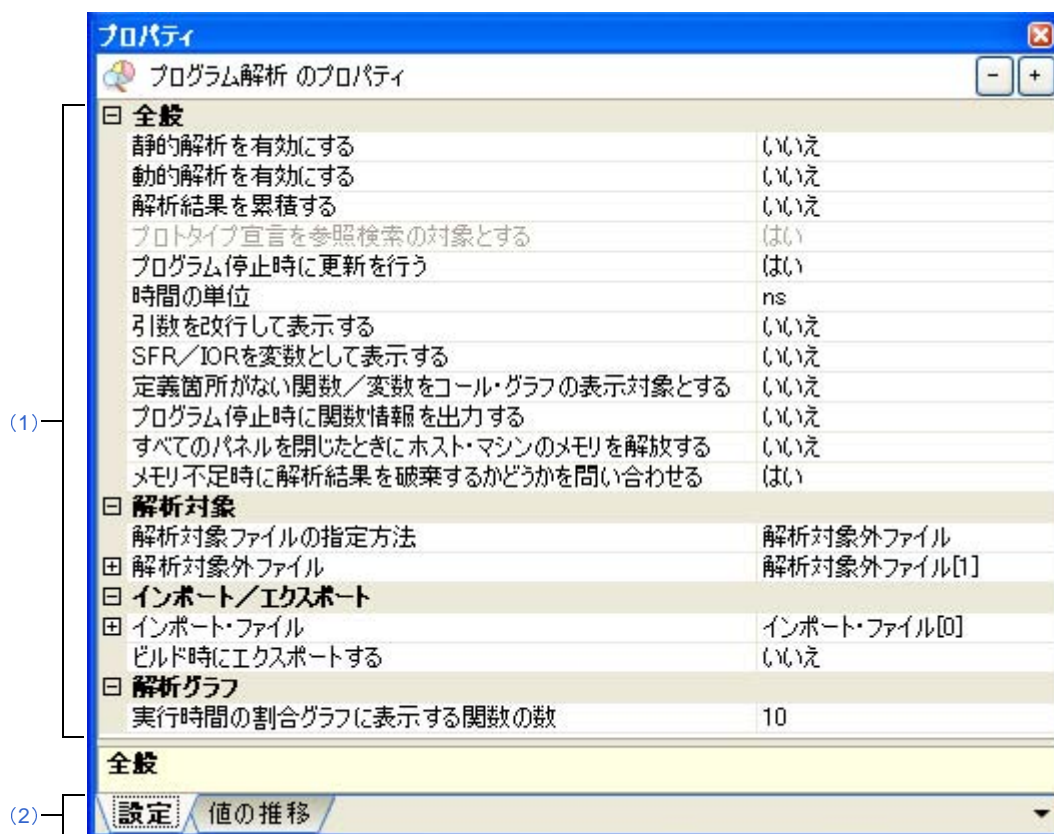 プロパティ
プログラム解析 のプロパティ
全般
静的解析を有効にする いいえ
動的解析を有効にする いいえ
解析結果を累積する いいえ
プロトタイプ宣言を参照検索の対象とする はい
プログラム停止時に更新を行う はい
時間の単位 ns
引数を改行して表示する いいえ
SFR／IORを変数として表示する いいえ
定義箇所がない関数／変数をコール・グラフの表示対象とする いいえ
プログラム停止時に関数情報を出力する いいえ
すべてのパネルを閉じたときにホスト・マシンのメモリを解放する いいえ
メモリ不足時に解析結果を破棄するかどうかを問い合わせる はい
解析対象
解析対象ファイルの指定方法 解析対象外ファイル
解析対象外ファイル 解析対象外ファイル[1]
インポート／エクスポート
インポート・ファイル インポート・ファイル[0]
ビルド時にエクスポートする いいえ
解析グラフ
実行時間の割合グラフに表示する関数の数 10
(1)
全般
(2)
設定 値の推移